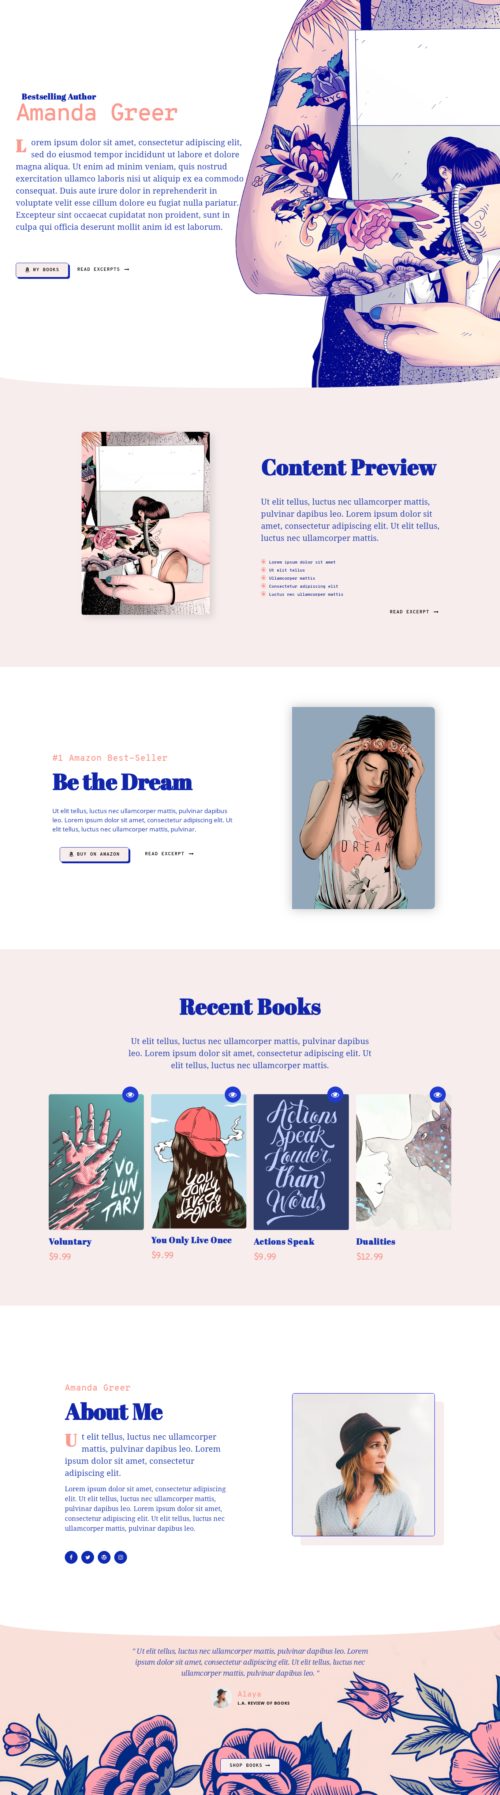 Bestselling Author
Amanda Greer
Lorem ipsum dolor sit amet, consectetur adipiscing elit,
sed do eiusmod tempor incididunt ut labore et dolore
magna aliqua. Ut enim ad minim veniam, quis nostrud
exercitation ullamco laboris nisi ut aliquip ex ea commodo
consequat. Duis aute irure dolor in reprehenderit in
voluptate velit esse cillum dolore eu fugiat nulla pariatur.
Excepteur sint occaecat cupidatat non proident, sunt in
culpa qui officia deserunt mollit anim id est laborum.
MY BOOKS
READ EXCERPTS
NYC
Content Preview
Ut elit tellus, luctus nec ullamcorper mattis,
pulvinar dapibus leo. Lorem ipsum dolor sit
amet, consectetur adipiscing elit. Ut elit tellus,
luctus nec ullamcorper mattis.
Lorem ipsum dolor sit amet
Ut elit tellus
Ullamcorper mattis
Consectetur adipiscing elit
Luctus nec ullamcorper mattis
READ EXCERPT
#1 Amazon Best-Seller
Be the Dream
Ut elit tellus, luctus nec ullamcorper mattis, pulvinar dapibus
leo. Lorem ipsum dolor sit amet, consectetur adipiscing elit. Ut
elit tellus, luctus nec ullamcorper mattis, pulvinar.
BUY ON AMAZON
READ EXCERPT
DREAM
Recent Books
Ut elit tellus, luctus nec ullamcorper mattis, pulvinar dapibus
leo. Lorem ipsum dolor sit amet, consectetur adipiscing elit. Ut
elit tellus, luctus nec ullamcorper mattis.
VO
LUN
TARY
YOU
ONLY
LIVE
ONCE
Actions
speak
Louder
than
Words
Voluntary
$9.99
You Only Live Once
$9.99
Actions Speak
$9.99
Dualities
$12.99
Amanda Greer
About Me
Ut elit tellus, luctus nec ullamcorper
mattis, pulvinar dapibus leo. Lorem
ipsum dolor sit amet, consectetur
adipiscing elit.
Lorem ipsum dolor sit amet, consectetur adipiscing
elit. Ut elit tellus, luctus nec ullamcorper mattis,
pulvinar dapibus leo. Lorem ipsum dolor sit amet,
consectetur adipiscing elit. Ut elit tellus, luctus nec
ullamcorper mattis, pulvinar dapibus leo.
" Ut elit tellus, luctus nec ullamcorper mattis, pulvinar dapibus leo. Lorem
ipsum dolor sit amet, consectetur adipiscing elit. Ut elit tellus, luctus nec
ullamcorper mattis, pulvinar dapibus leo. "
Alaye
L.A. REVIEW OF BOOKS
SHOP BOOKS